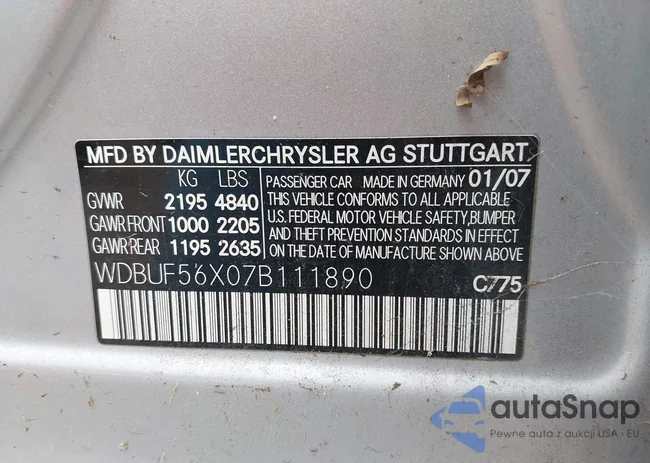 MFD BY DAIMLERCHRYSLER AG STUTTGART
KG LBS
GVWR 2195 4840
GAWR FRONT 1000 2205
GAWR REAR 1195 2635
PASSENGER CAR MADE IN GERMANY 01/07
THIS VEHICLE CONFORMS TO ALL APPLICABLE
U.S. FEDERAL MOTOR VEHICLE SAFETY, BUMPER
AND THEFT PREVENTION STANDARDS IN EFFECT
ON THE DATE OF MANUFACTURE SHOWN ABOVE
WDBUF56X07B111890
C775
autaSnap
Pewne auta z aukcji USA - EU